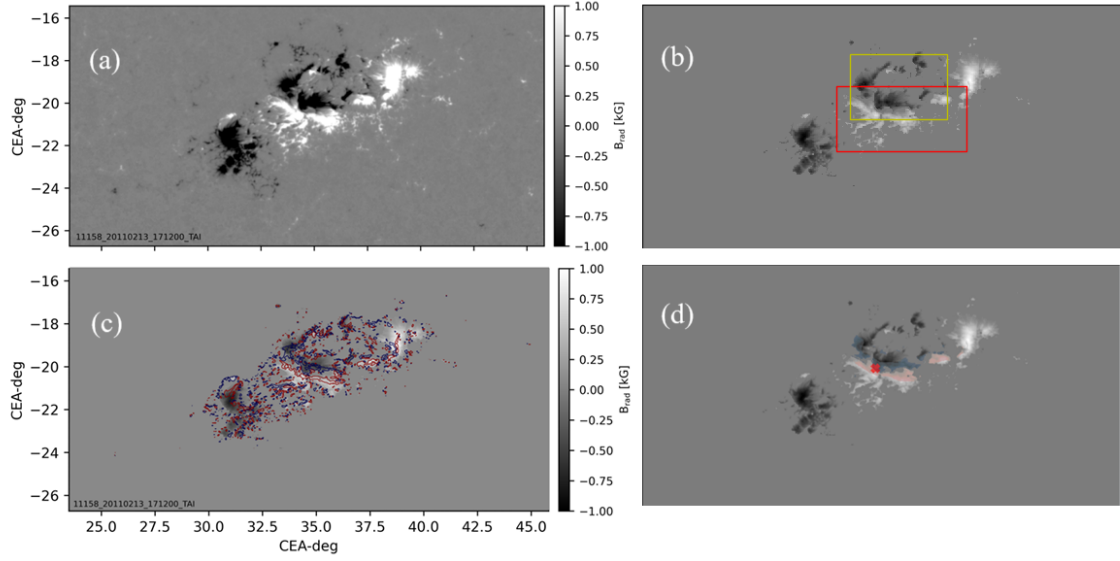 (a)
CEA-deg
−16
−18
−20
−22
−24
−26
11158_20110213_171200_TAI
1.00
0.75
0.50
0.25
0.00
−0.25
−0.50
−0.75
−1.00
B_rad [kG]
(b)
(c)
CEA-deg
−16
−18
−20
−22
−24
−26
11158_20110213_171200_TAI
25.0 27.5 30.0 32.5 35.0 37.5 40.0 42.5 45.0
CEA-deg
1.00
0.75
0.50
0.25
0.00
−0.25
−0.50
−0.75
−1.00
B_rad [kG]
(d)